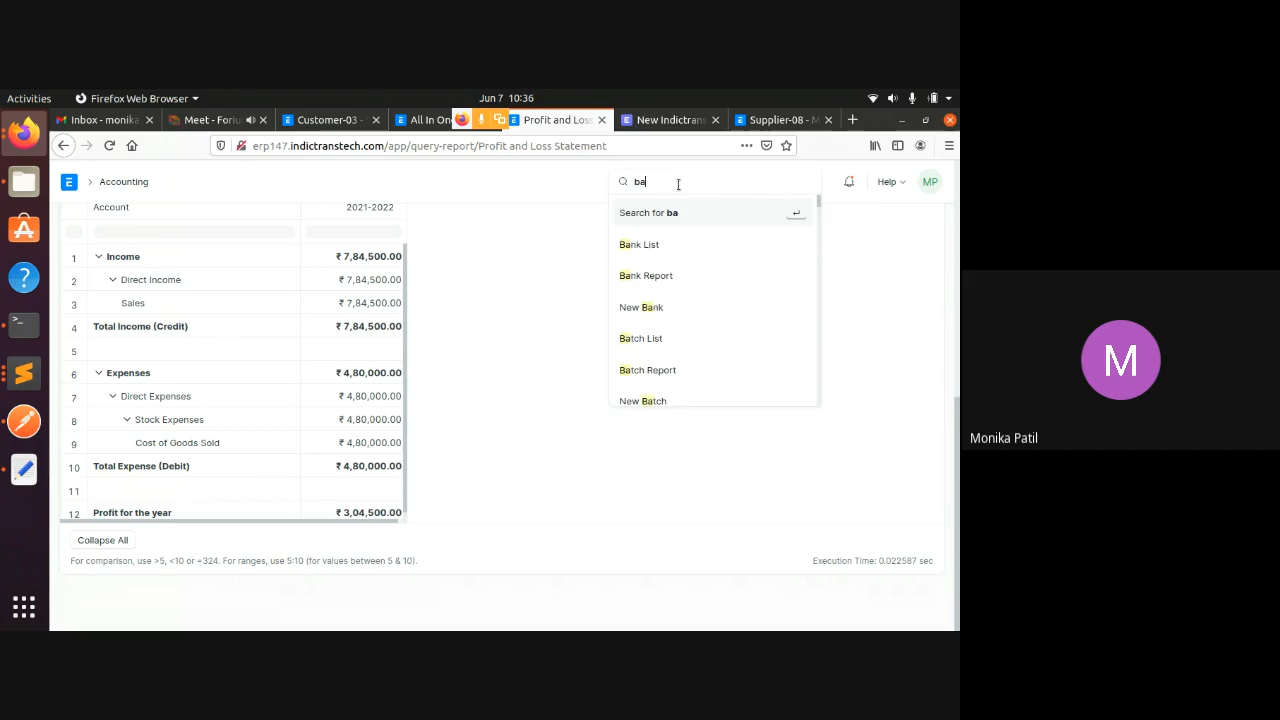 Activities
Firefox Web Browser
Jun 7 10:36
Inbox - monika
Meet - Foriu
Customer-03 -
All In On
Profit and Los
New Indictrans
Supplier-08 - M
erp147.indictranstech.com/app/query-report/Profit and Loss Statement
E
Accounting
ba
Help
MP
Account 2021-2022
Search for ba
Bank List
Bank Report
New Bank
Batch List
Batch Report
New Batch
1 Income ₹ 7,84,500.00
2 Direct Income ₹ 7,84,500.00
3 Sales ₹ 7,84,500.00
4 Total Income (Credit) ₹ 7,84,500.00
5
6 Expenses ₹ 4,80,000.00
7 Direct Expenses ₹ 4,80,000.00
8 Stock Expenses ₹ 4,80,000.00
9 Cost of Goods Sold ₹ 4,80,000.00
10 Total Expense (Debit) ₹ 4,80,000.00
11
12 Profit for the year ₹ 3,04,500.00
Collapse All
For comparison, use >5, <10 or =324. For ranges, use 5:10 (for values between 5 & 10).
Execution Time: 0.022587 sec
M
Monika Patil